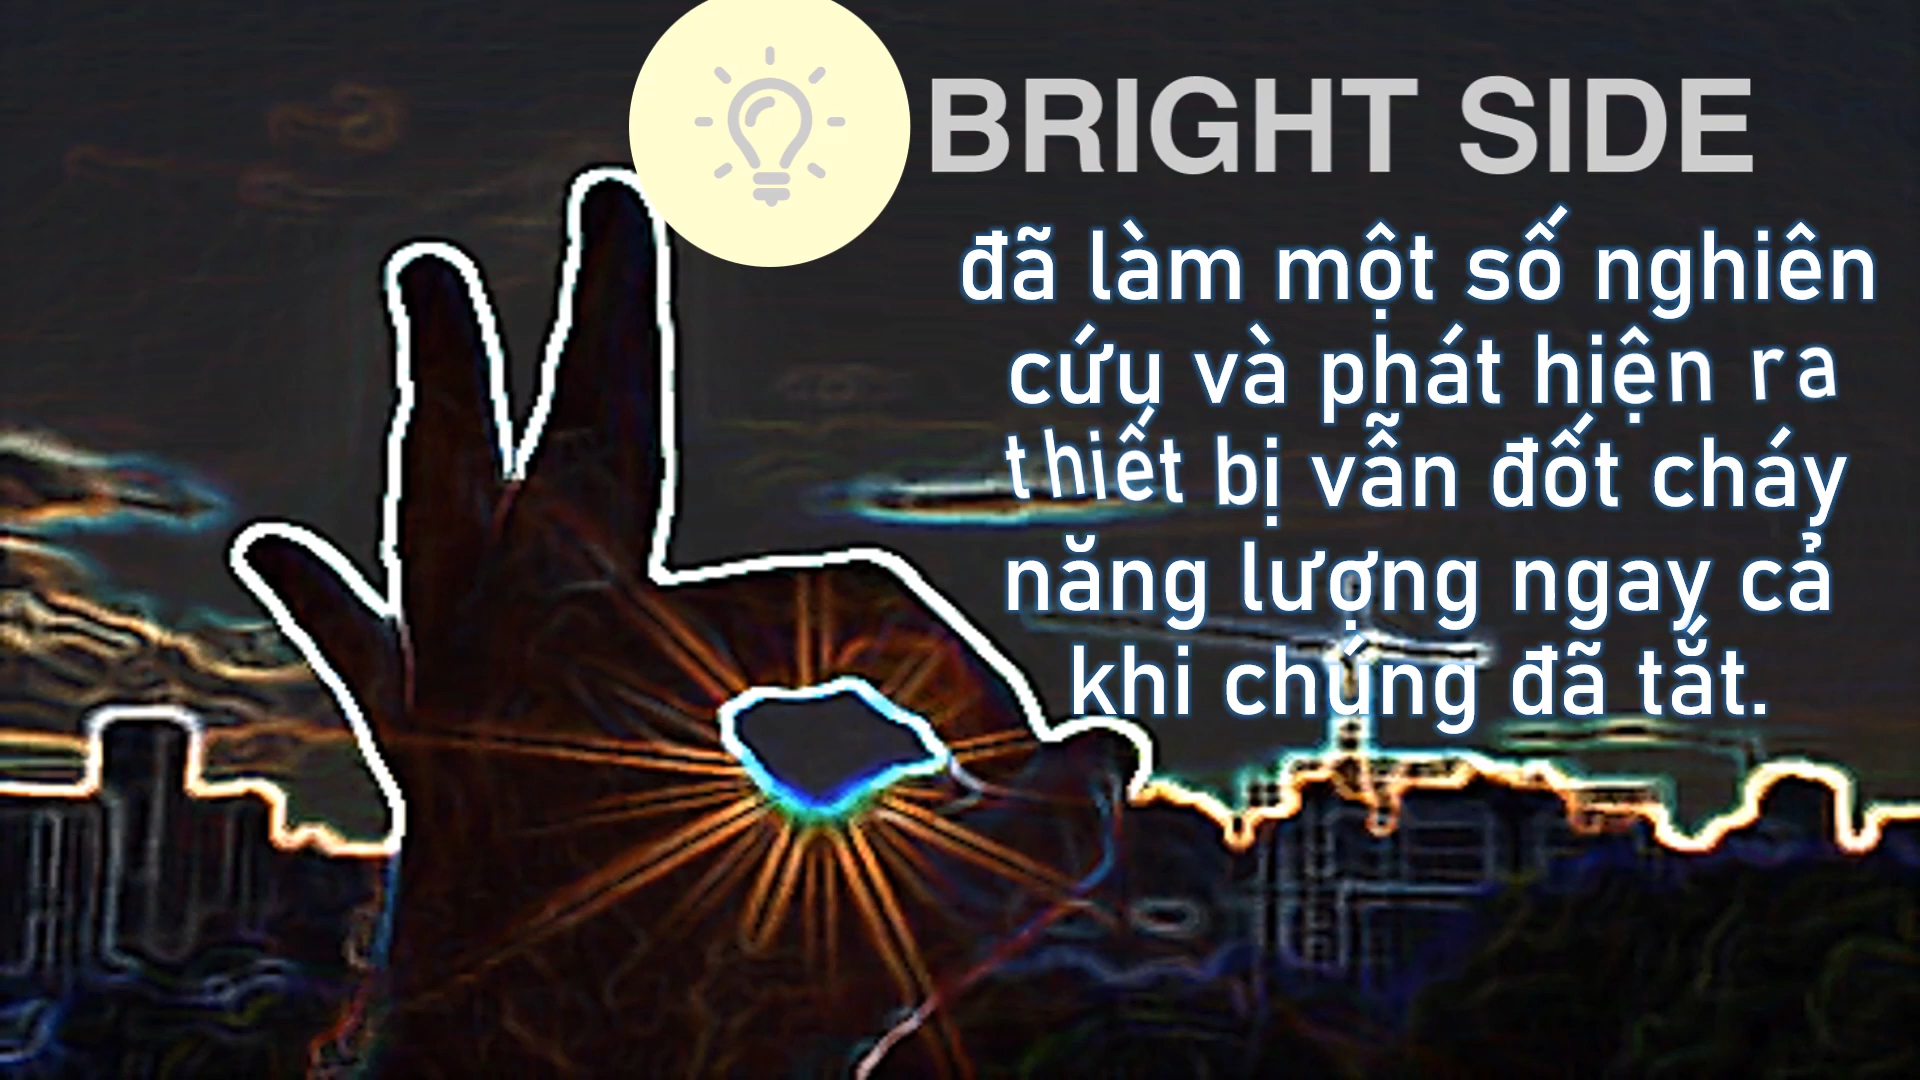 BRIGHT SIDE
đã làm một số nghiên
cứu và phát hiện ra
thiết bị vẫn đốt cháy
năng lượng ngay cả
khi chúng đã tắt.